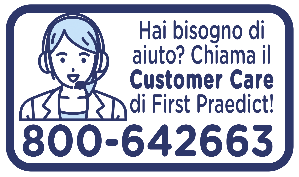 Hai bisogno di
aiuto? Chiama il
Customer Care
di First Praedict!
800-642663